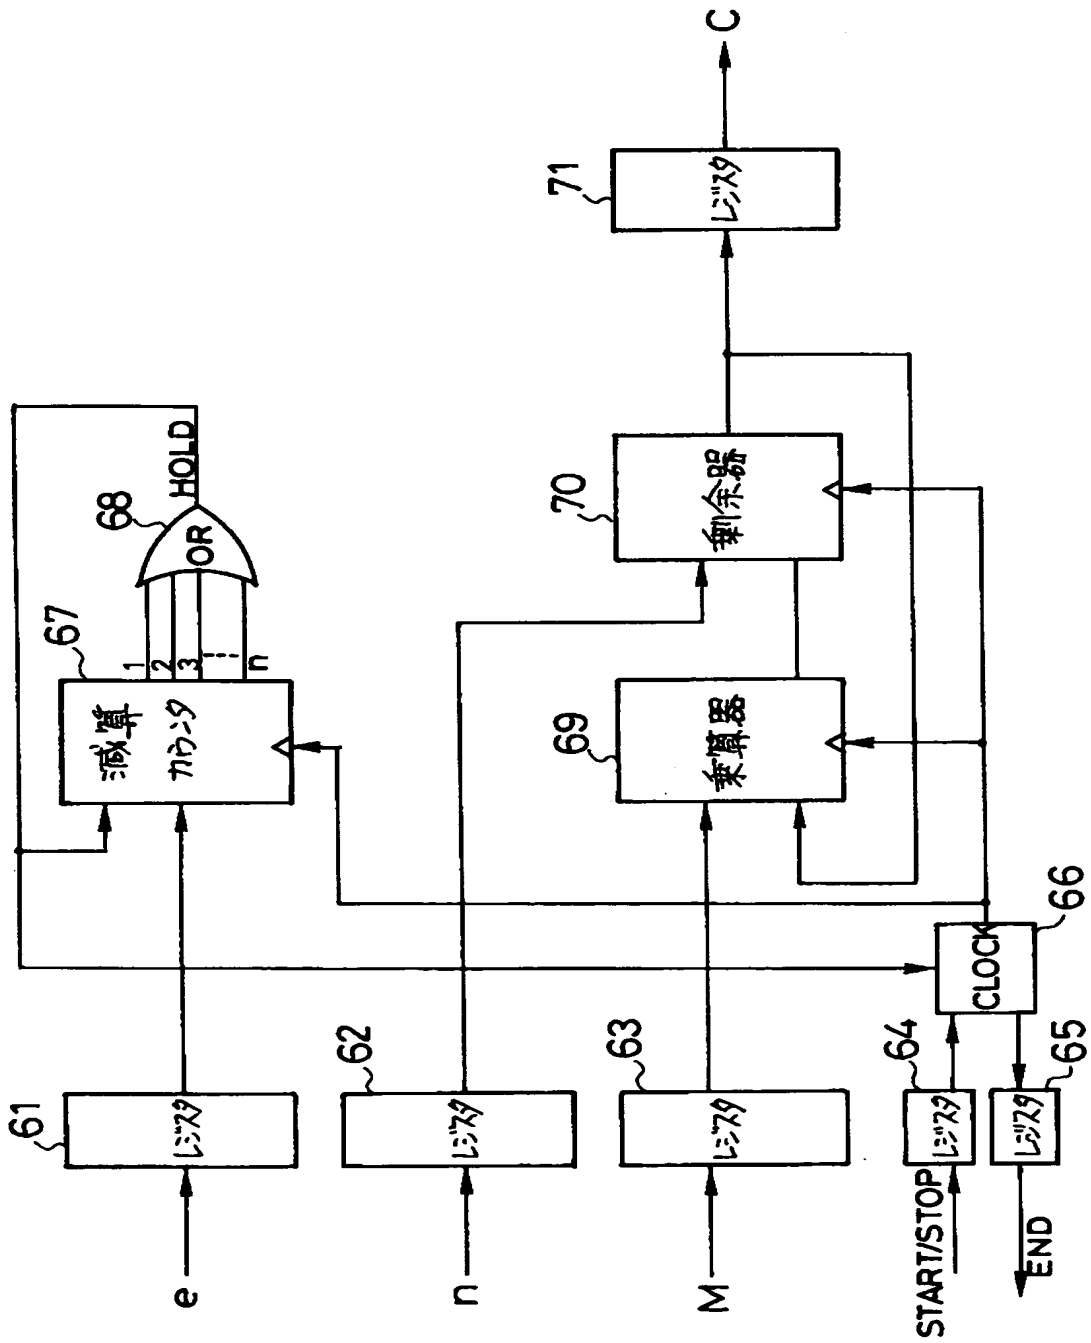 e
61
レジスタ
67
減算
カウンタ
1
2
3
n
68
OR
HOLD
n
62
レジスタ
M
63
レジスタ
69
乗算器
70
剰余器
71
レジスタ
C
START/STOP
64
レジスタ
END
65
レジスタ
66
CLOCK